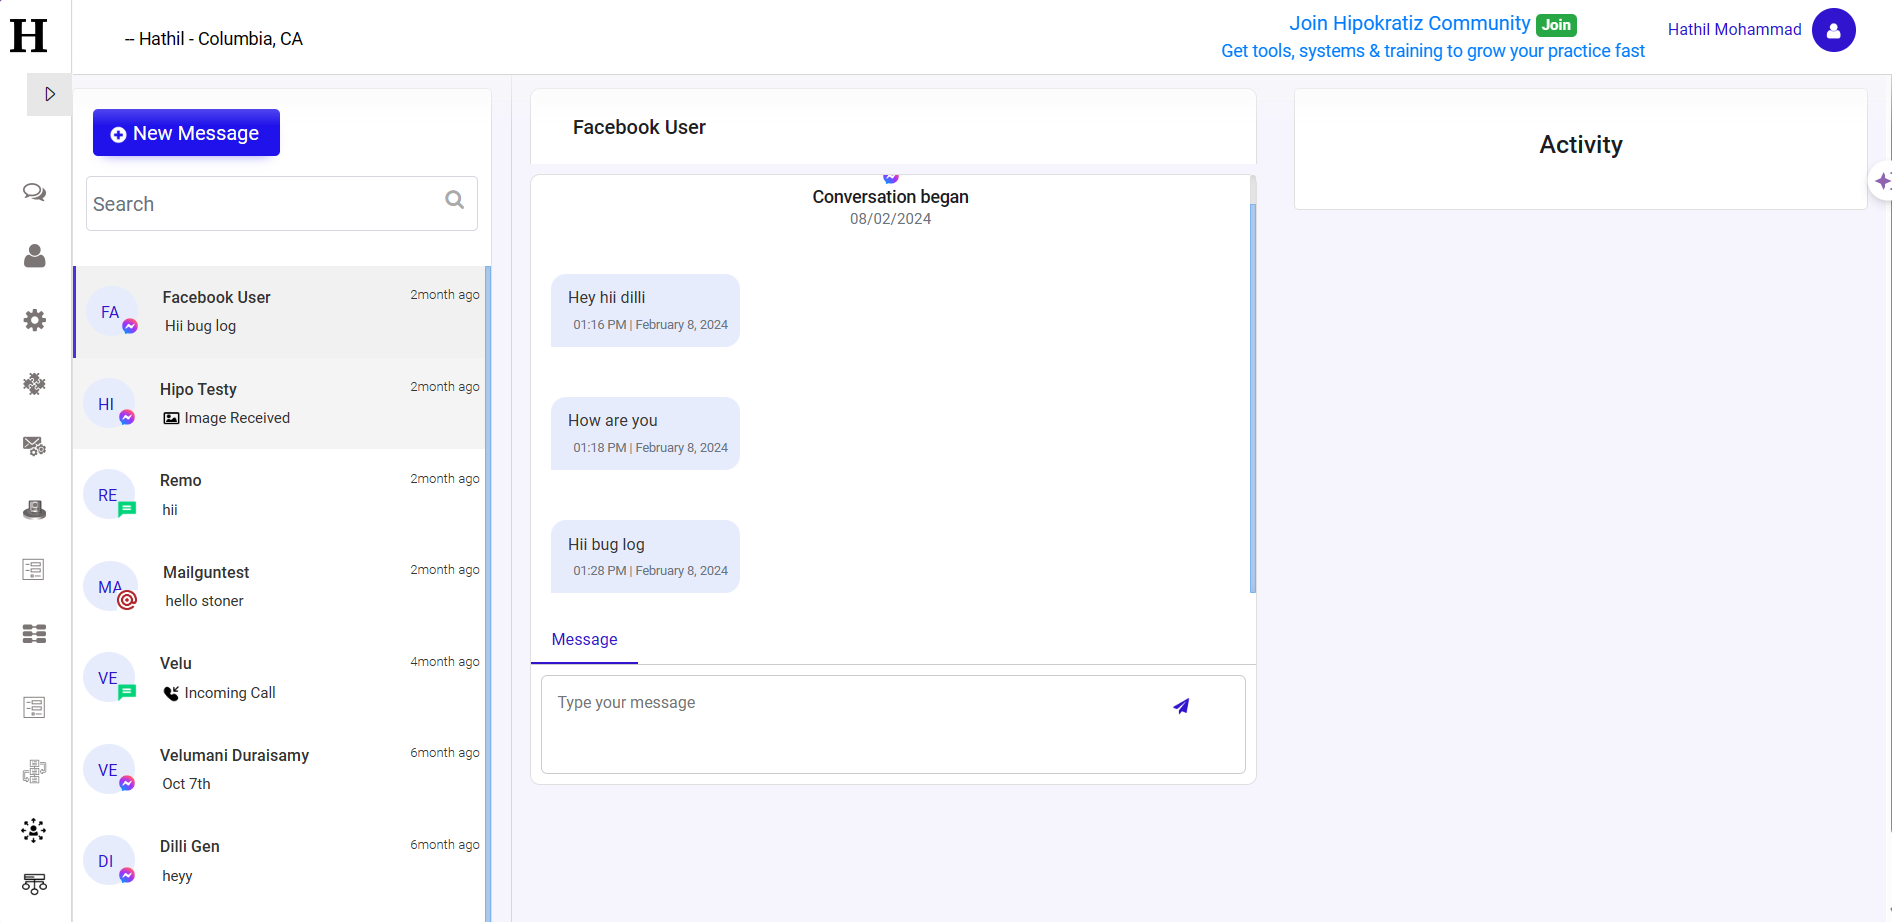 H
-- Hathil - Columbia, CA
Join Hipokratiz Community Join
Get tools, systems & training to grow your practice fast
Hathil Mohammad
New Message
Search
FA
Facebook User
2month ago
Hii bug log
HI
Hipo Testy
2month ago
Image Received
RE
Remo
2month ago
hii
MA
Mailguntest
2month ago
hello stoner
VE
Velu
4month ago
Incoming Call
VE
Velumani Duraisamy
6month ago
Oct 7th
DI
Dilli Gen
6month ago
heyy
Facebook User
Conversation began
08/02/2024
Hey hii dilli
01:16 PM | February 8, 2024
How are you
01:18 PM | February 8, 2024
Hii bug log
01:28 PM | February 8, 2024
Message
Type your message
Activity